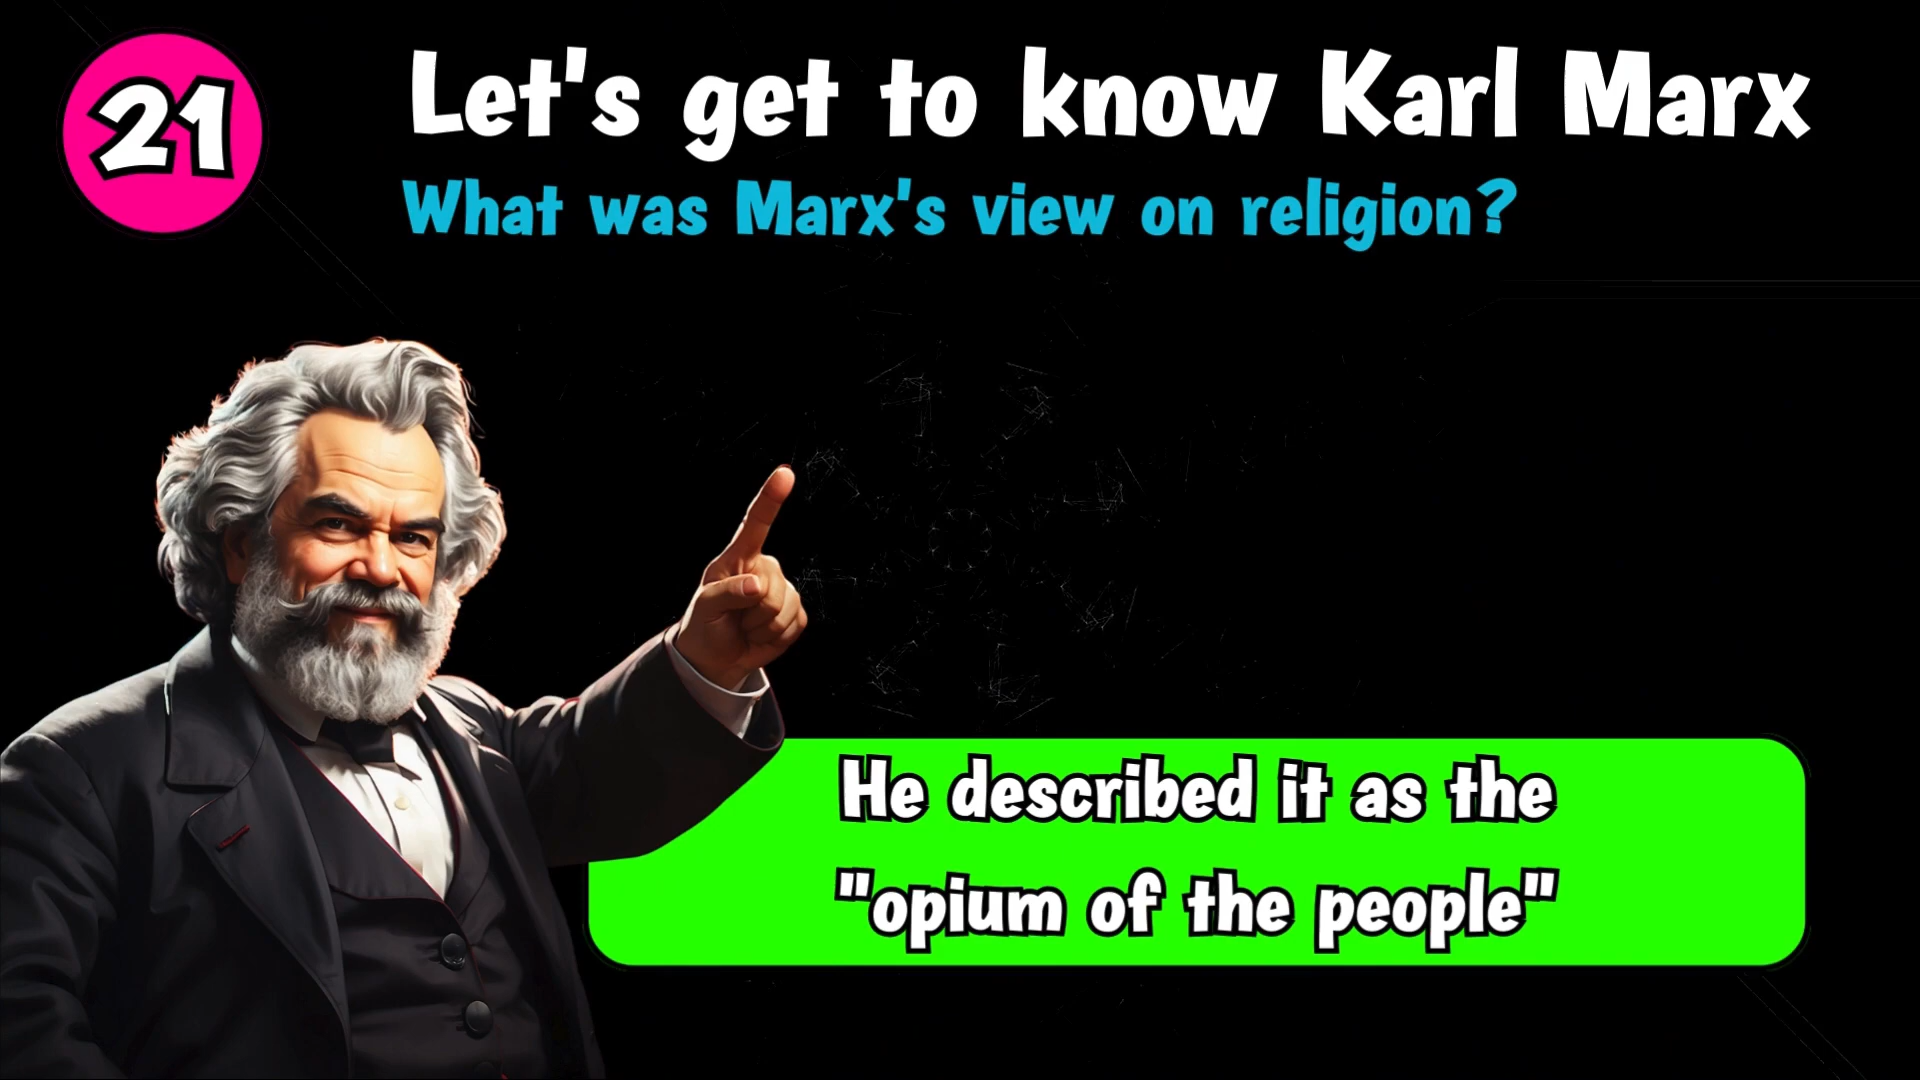 21
Let's get to know Karl Marx
What was Marx's view on religion?
He described it as the
"opium of the people"